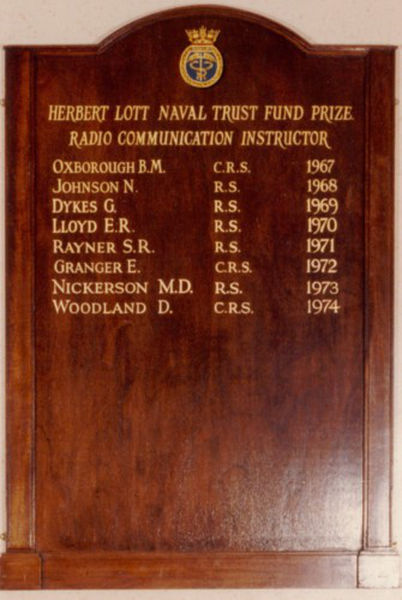 HERBERT LOTT NAVAL TRUST FUND PRIZE.
RADIO COMMUNICATION INSTRUCTOR
OXBOROUGH B.M. C.R.S. 1967
JOHNSON N. R.S. 1968
DYKES G. R.S. 1969
LLOYD E.R. R.S. 1970
RAYNER S.R. R.S. 1971
GRANGER E. C.R.S. 1972
NICKERSON M.D. R.S. 1973
WOODLAND D. C.R.S. 1974